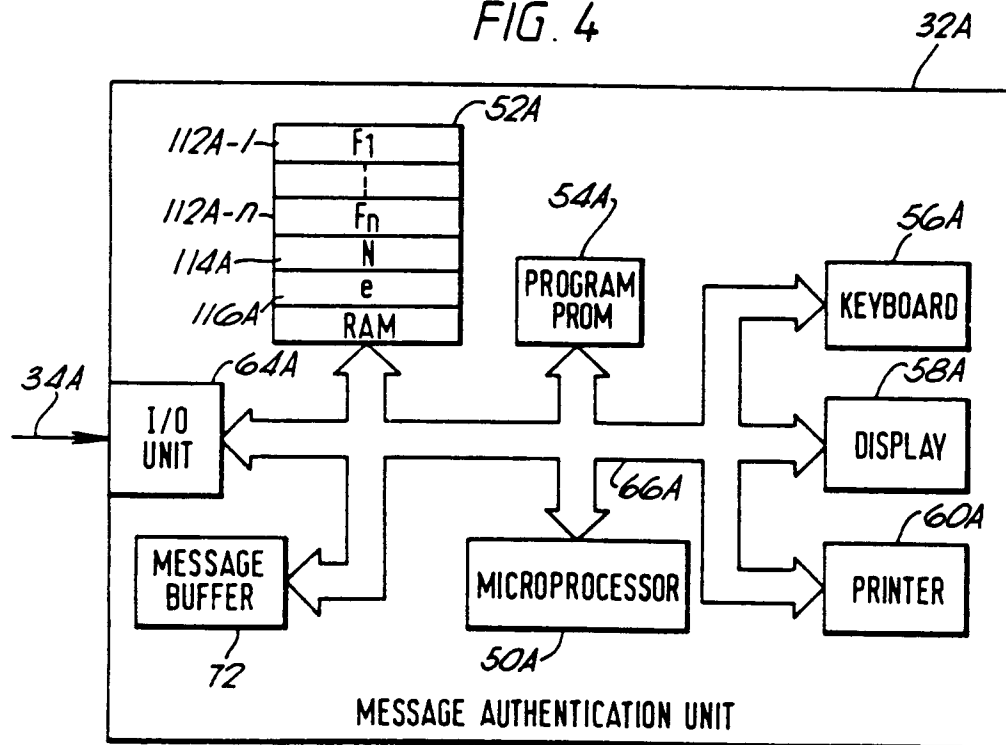 FIG. 4
32A
52A
112A-1
F1
112A-n
Fn
114A
N
116A
e
RAM
54A
PROGRAM
PROM
56A
KEYBOARD
34A
64A
I/O
UNIT
58A
DISPLAY
66A
MESSAGE
BUFFER
72
MICROPROCESSOR
50A
60A
PRINTER
MESSAGE AUTHENTICATION UNIT